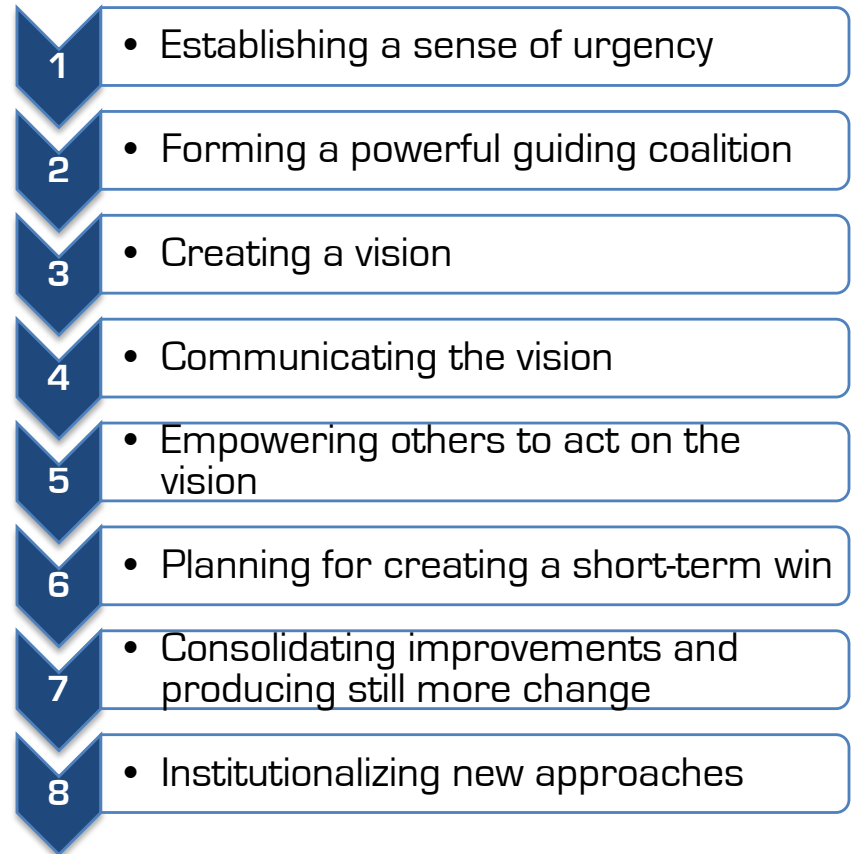 1
• Establishing a sense of urgency
2
• Forming a powerful guiding coalition
3
• Creating a vision
4
• Communicating the vision
5
• Empowering others to act on the
vision
6
• Planning for creating a short-term win
7
• Consolidating improvements and
producing still more change
8
• Institutionalizing new approaches